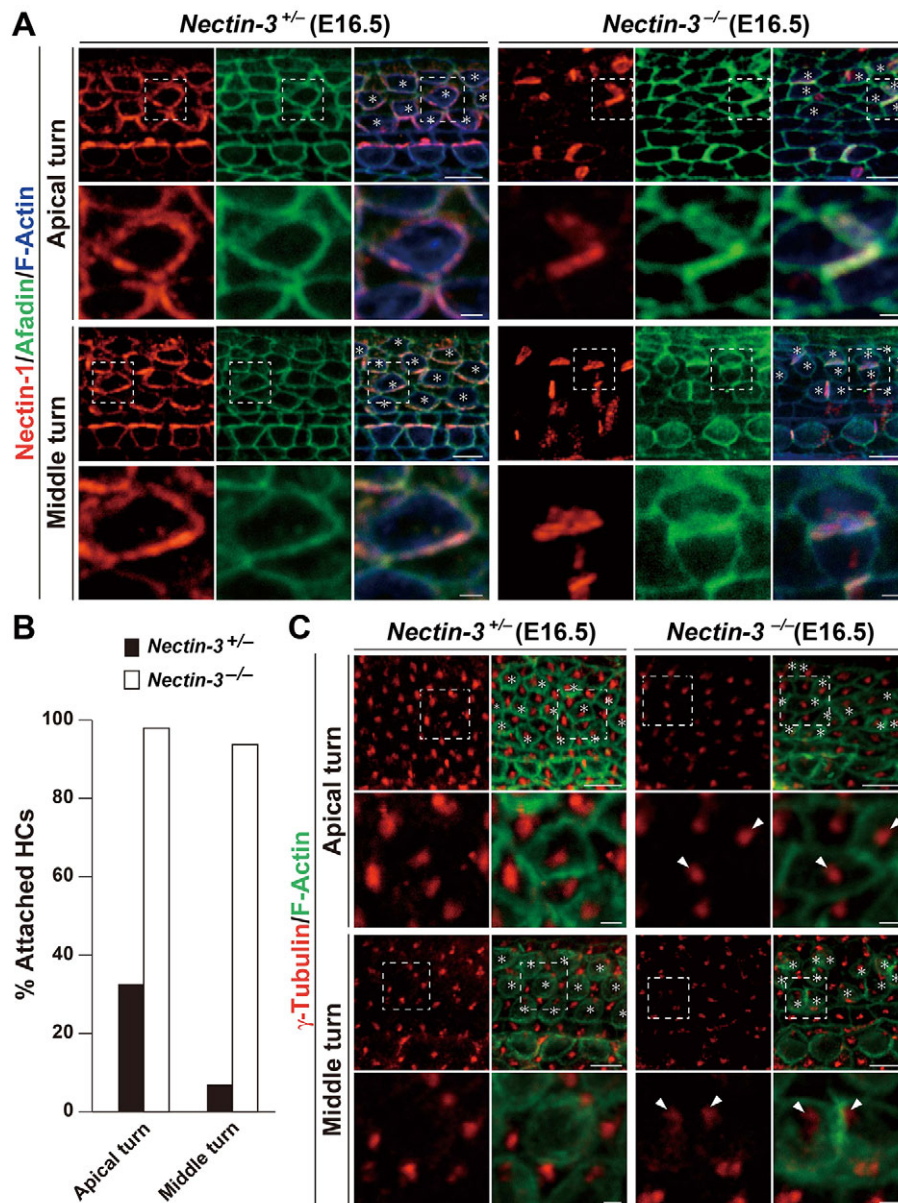 A
Nectin-3+/– (E16.5)
Nectin-3–/– (E16.5)
Nectin-1/Afadin/F-Actin
Apical turn
Middle turn
B
Nectin-3+/–
Nectin-3–/–
% Attached HCs
100
80
60
40
20
0
Apical turn
Middle turn
C
Nectin-3+/– (E16.5)
Nectin-3 –/– (E16.5)
γ-Tubulin/F-Actin
Apical turn
Middle turn